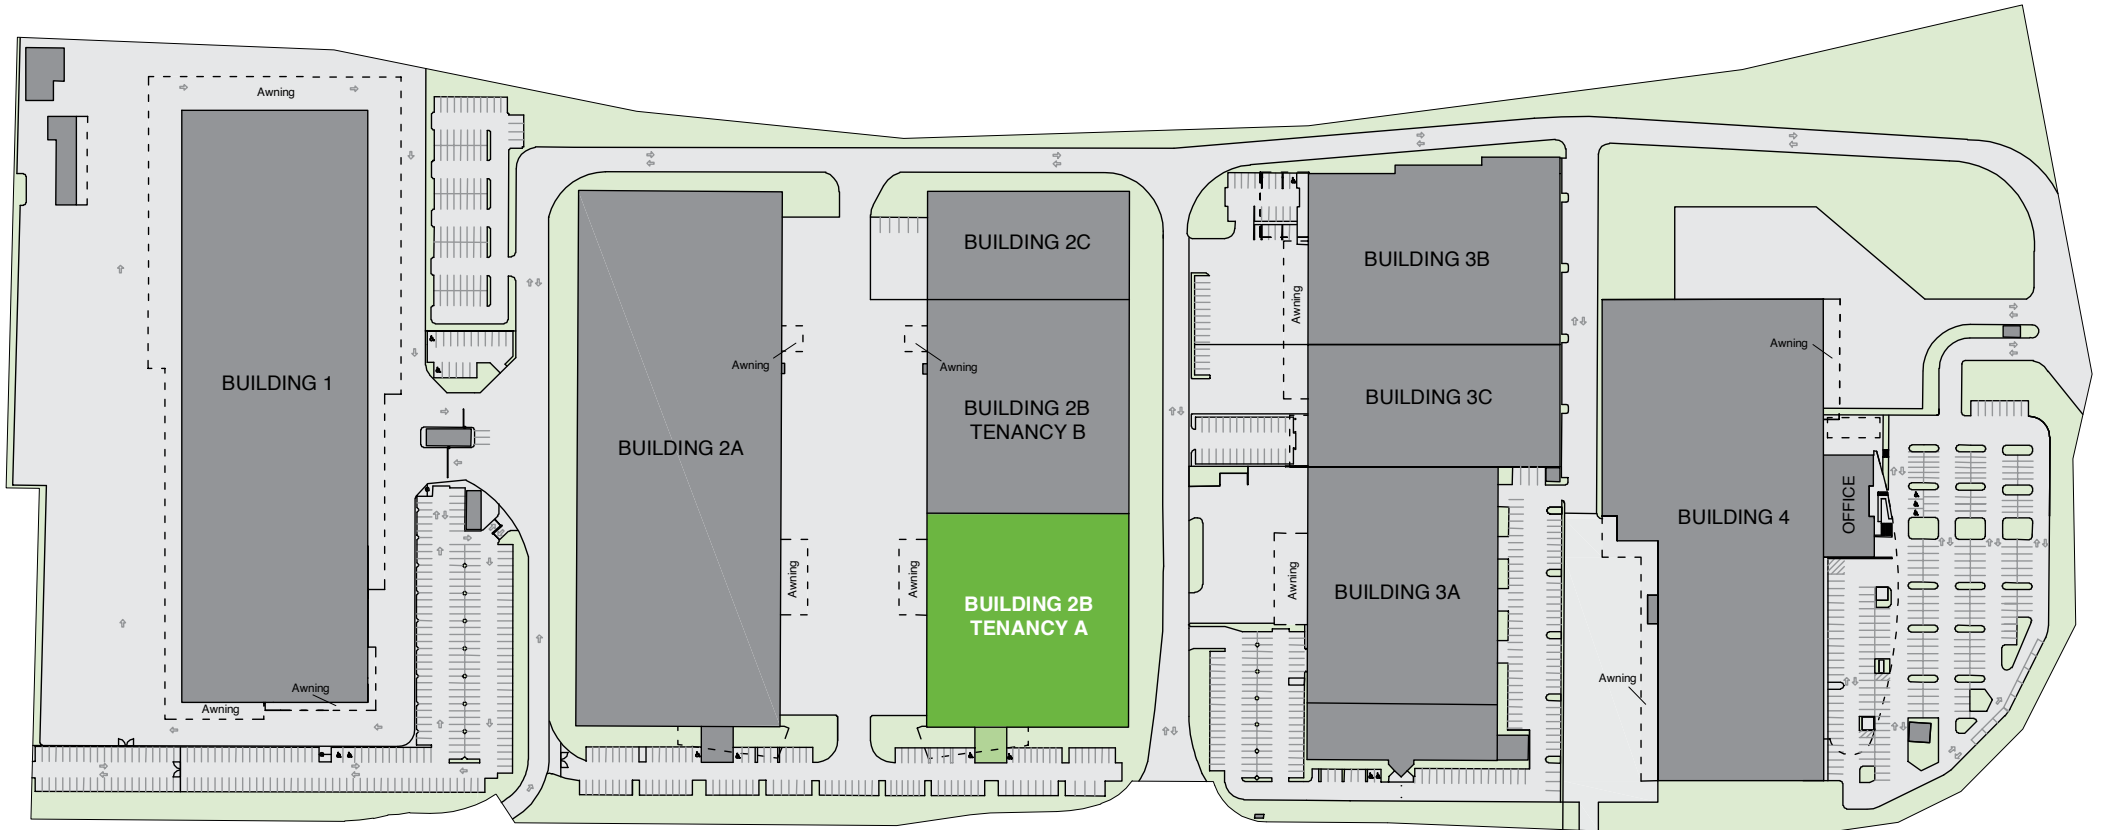 Awning
BUILDING 1
Awning
Awning
BUILDING 2A
Awning
Awning
BUILDING 2C
Awning
BUILDING 2B
TENANCY B
Awning
BUILDING 2B
TENANCY A
BUILDING 3B
Awning
BUILDING 3C
Awning
BUILDING 3A
Awning
BUILDING 4
OFFICE
Awning